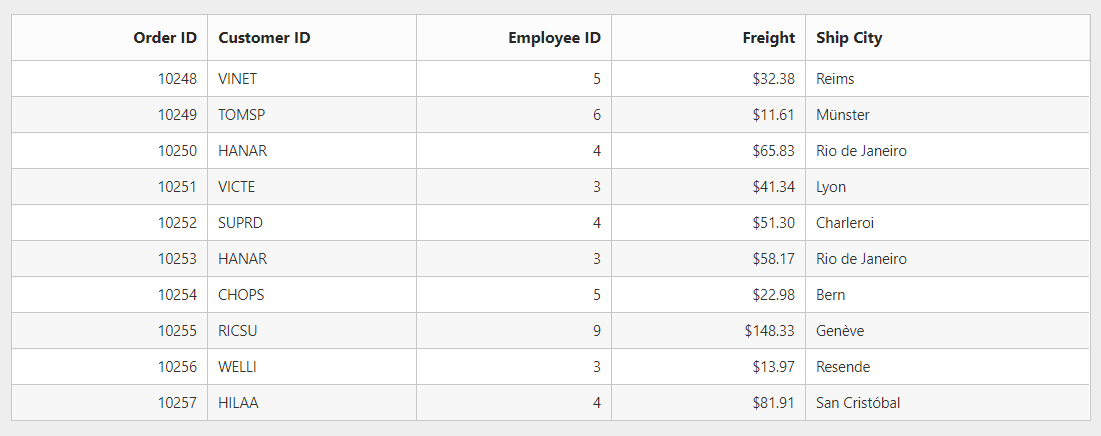 Order ID Customer ID Employee ID Freight Ship City
10248 VINET 5 $32.38 Reims
10249 TOMSP 6 $11.61 Münster
10250 HANAR 4 $65.83 Rio de Janeiro
10251 VICTE 3 $41.34 Lyon
10252 SUPRD 4 $51.30 Charleroi
10253 HANAR 3 $58.17 Rio de Janeiro
10254 CHOPS 5 $22.98 Bern
10255 RICSU 9 $148.33 Genève
10256 WELLI 3 $13.97 Resende
10257 HILAA 4 $81.91 San Cristóbal